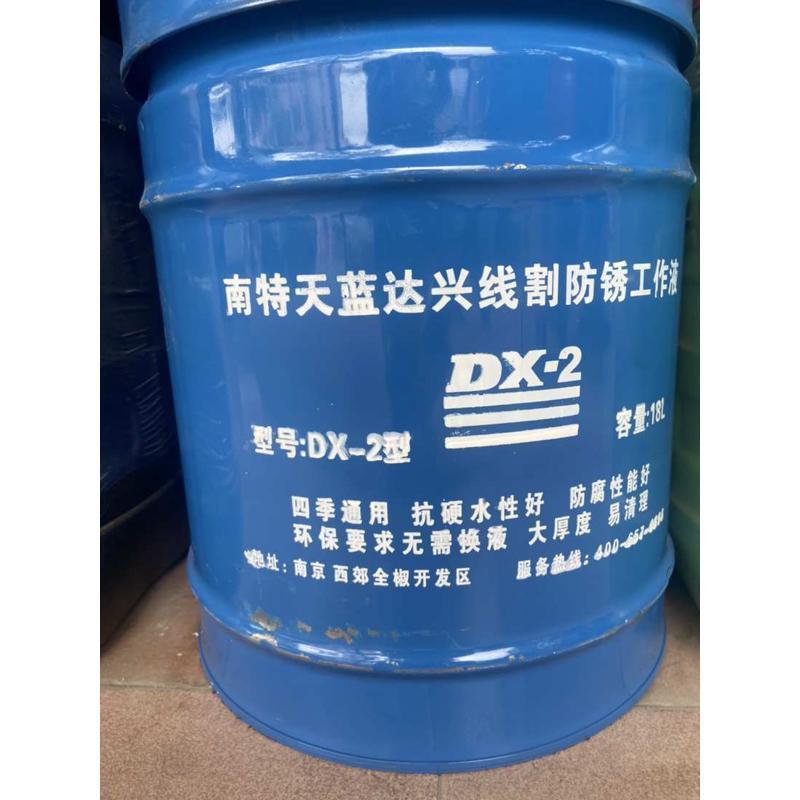 南特天蓝达兴线割防锈工作液
DX-2
型号:DX-2型
容量:18L
四季通用 抗硬水性好 防腐性能好
环保要求无需换液 大厚度 易清理
地址:南京 西郊全椒开发区
服务热线:400-